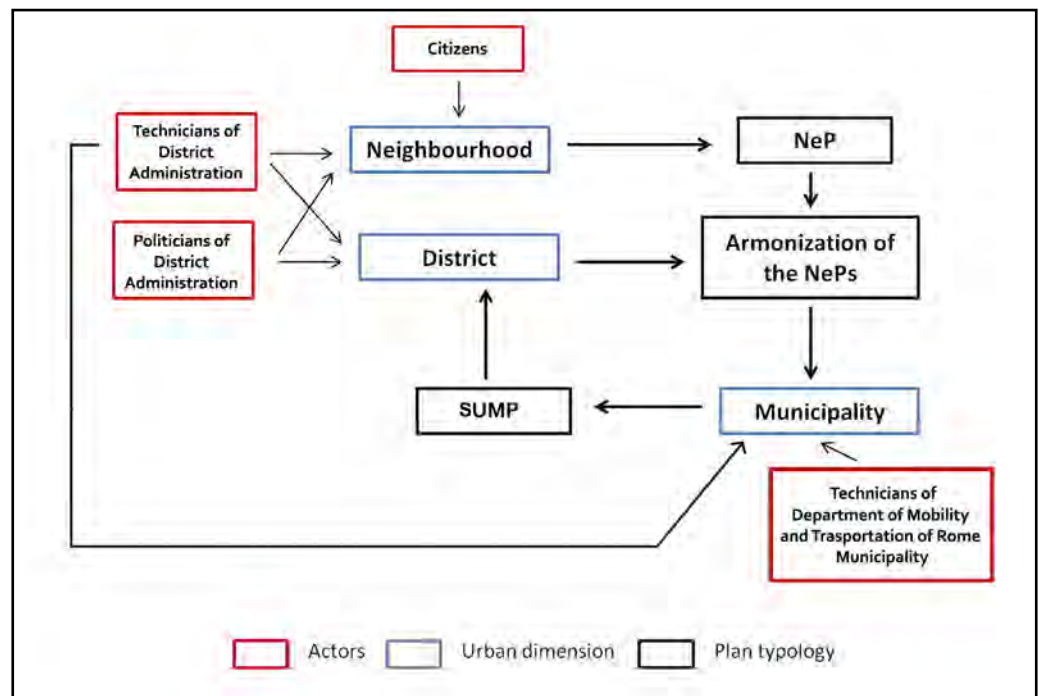 Citizens
Technicians of
District
Administration
Neighbourhood
NeP
Politicians of
District
Administration
District
Armonization of
the NePs
SUMP
Municipality
Technicians of
Department of Mobility
and Trasportation of Rome
Municipality
Actors
Urban dimension
Plan typology